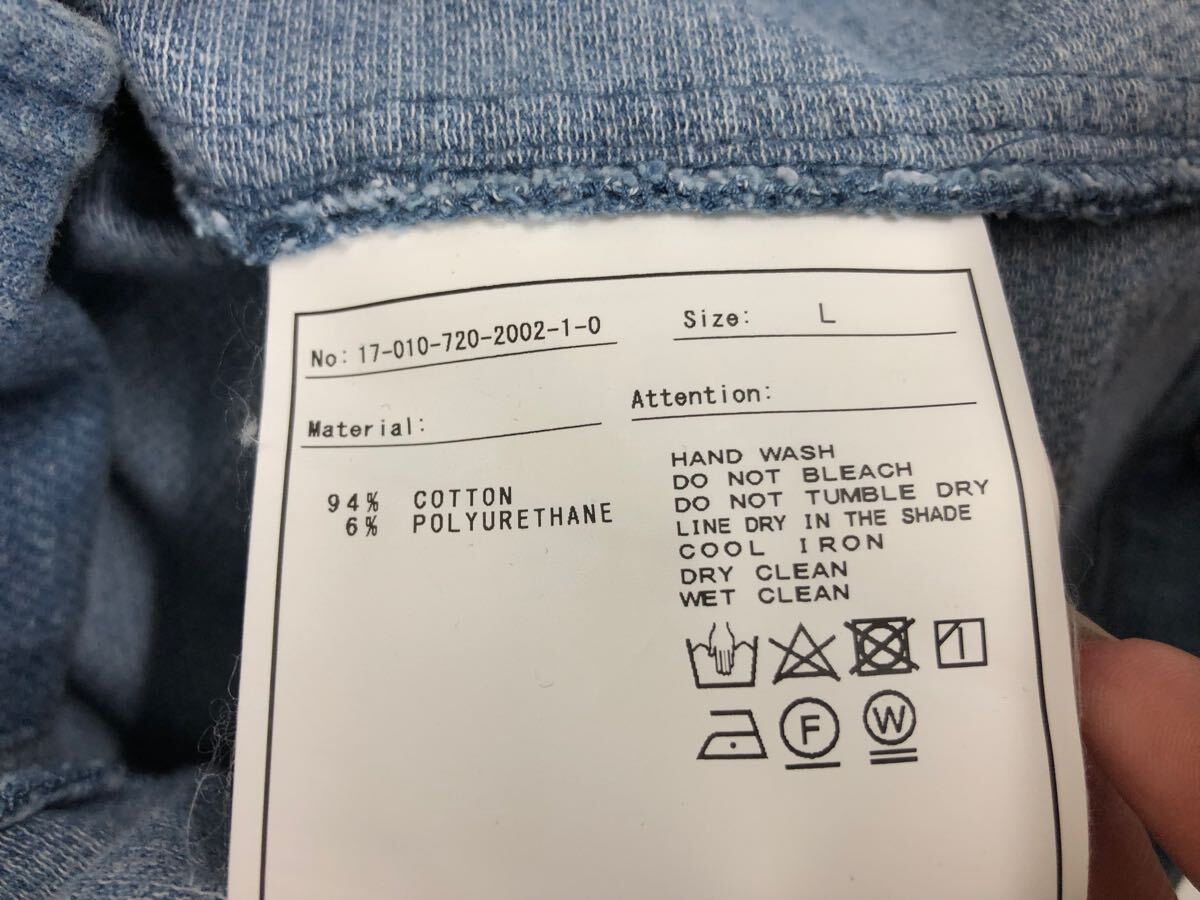 No: 17-010-720-2002-1-0
Size: L
Material:
94% COTTON
6% POLYURETHANE
Attention:
HAND WASH
DO NOT BLEACH
DO NOT TUMBLE DRY
LINE DRY IN THE SHADE
COOL IRON
DRY CLEAN
WET CLEAN
F
W